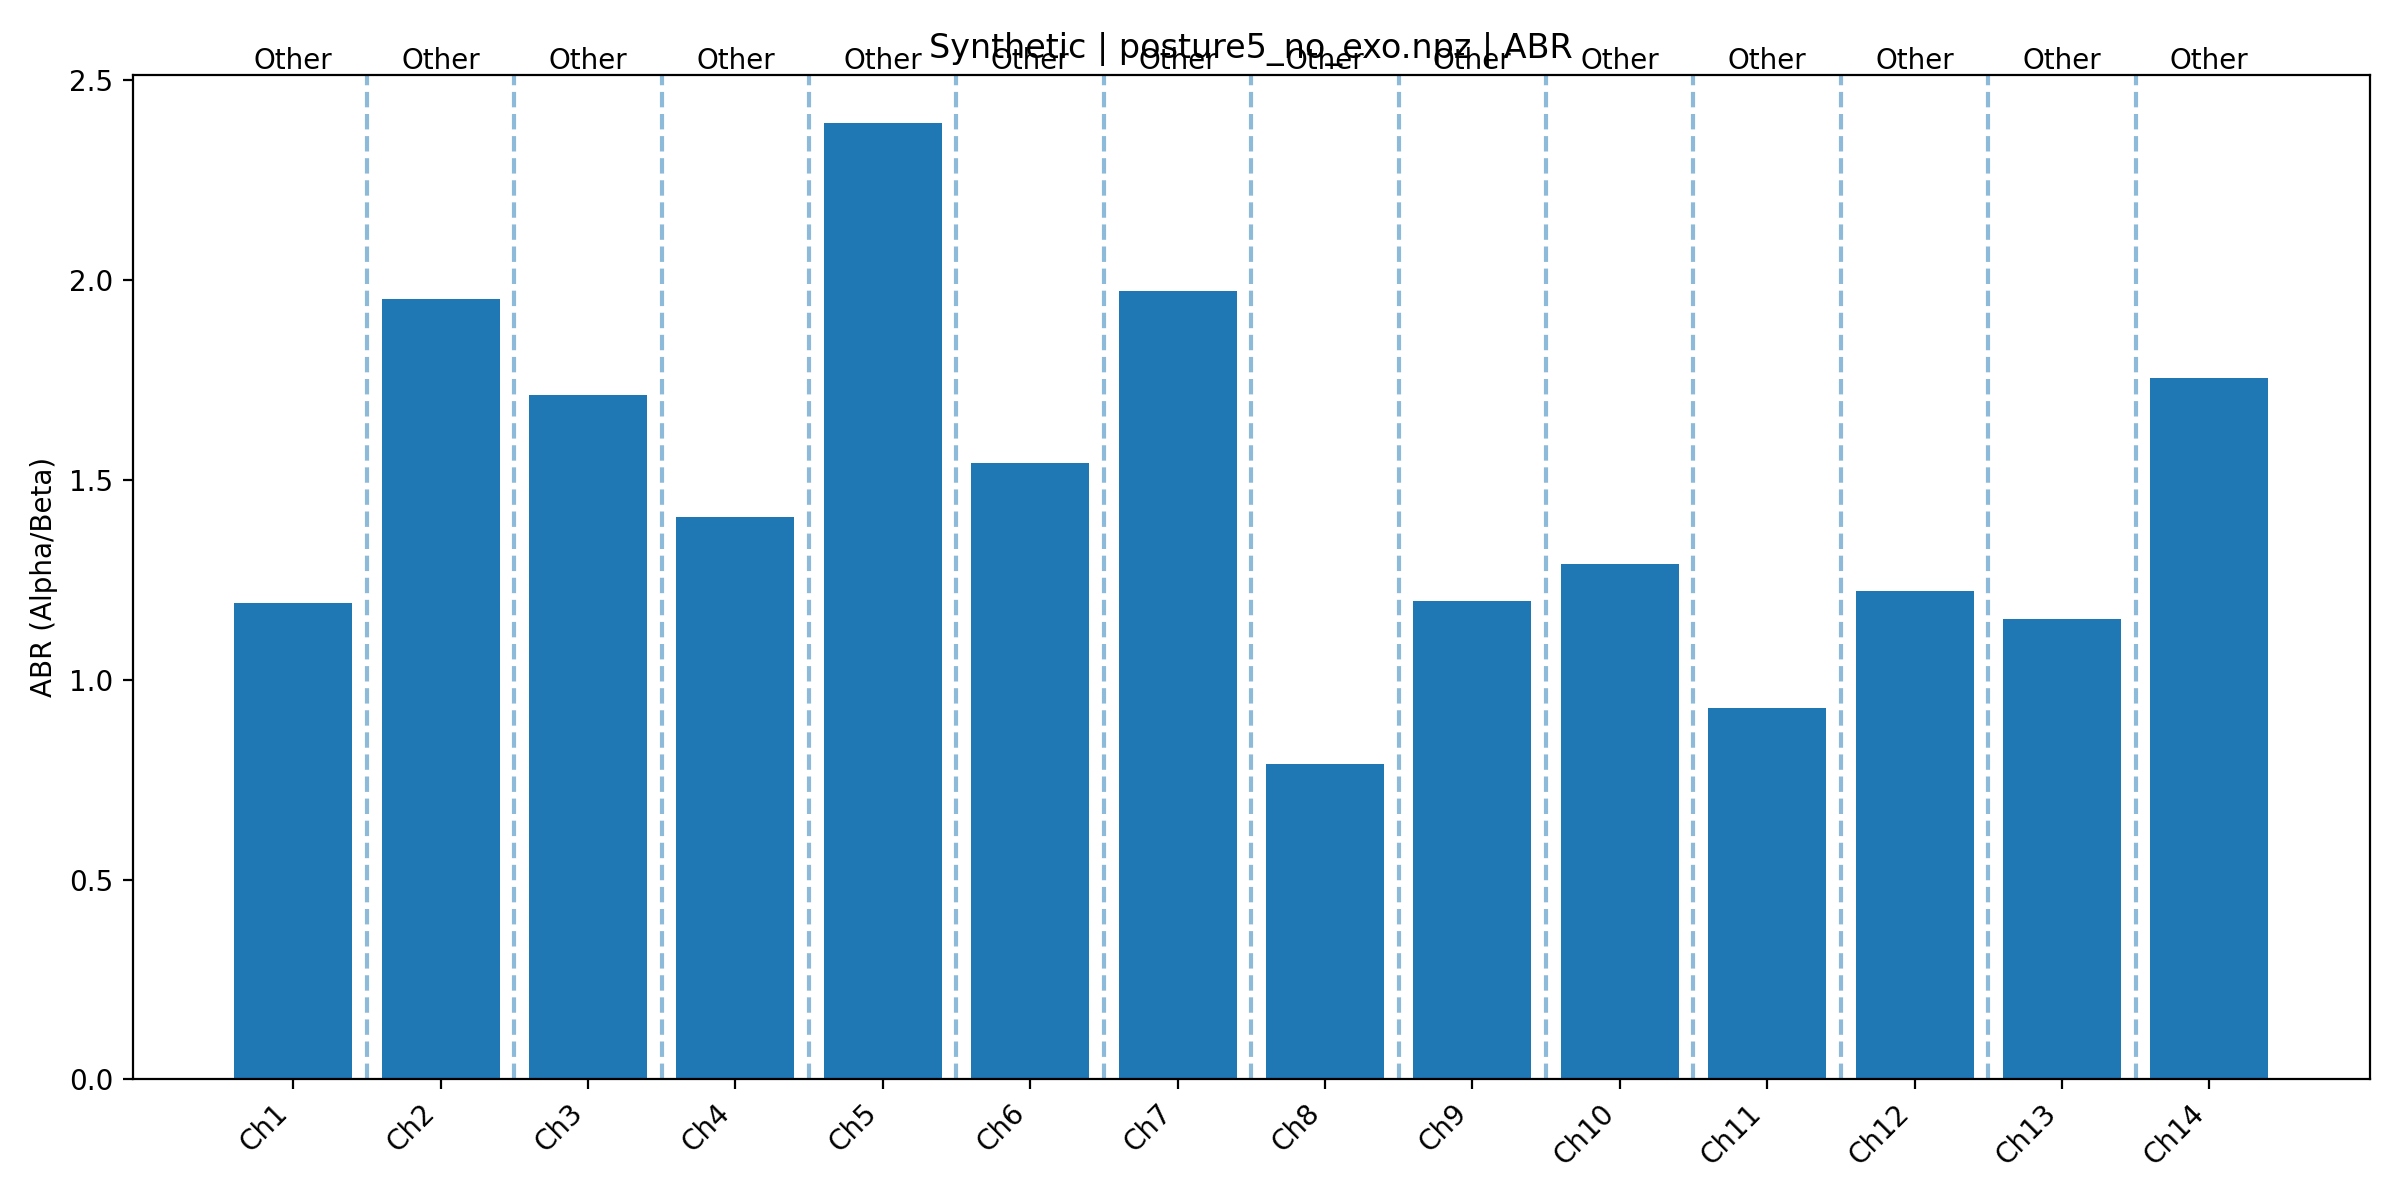 Synthetic | posture5_no_exo.npz | ABR
Other Other Other Other Other Other Other Other Other Other Other Other Other Other
2.5
2.0
1.5
1.0
0.5
0.0
ABR (Alpha/Beta)
Ch1 Ch2 Ch3 Ch4 Ch5 Ch6 Ch7 Ch8 Ch9 Ch10 Ch11 Ch12 Ch13 Ch14